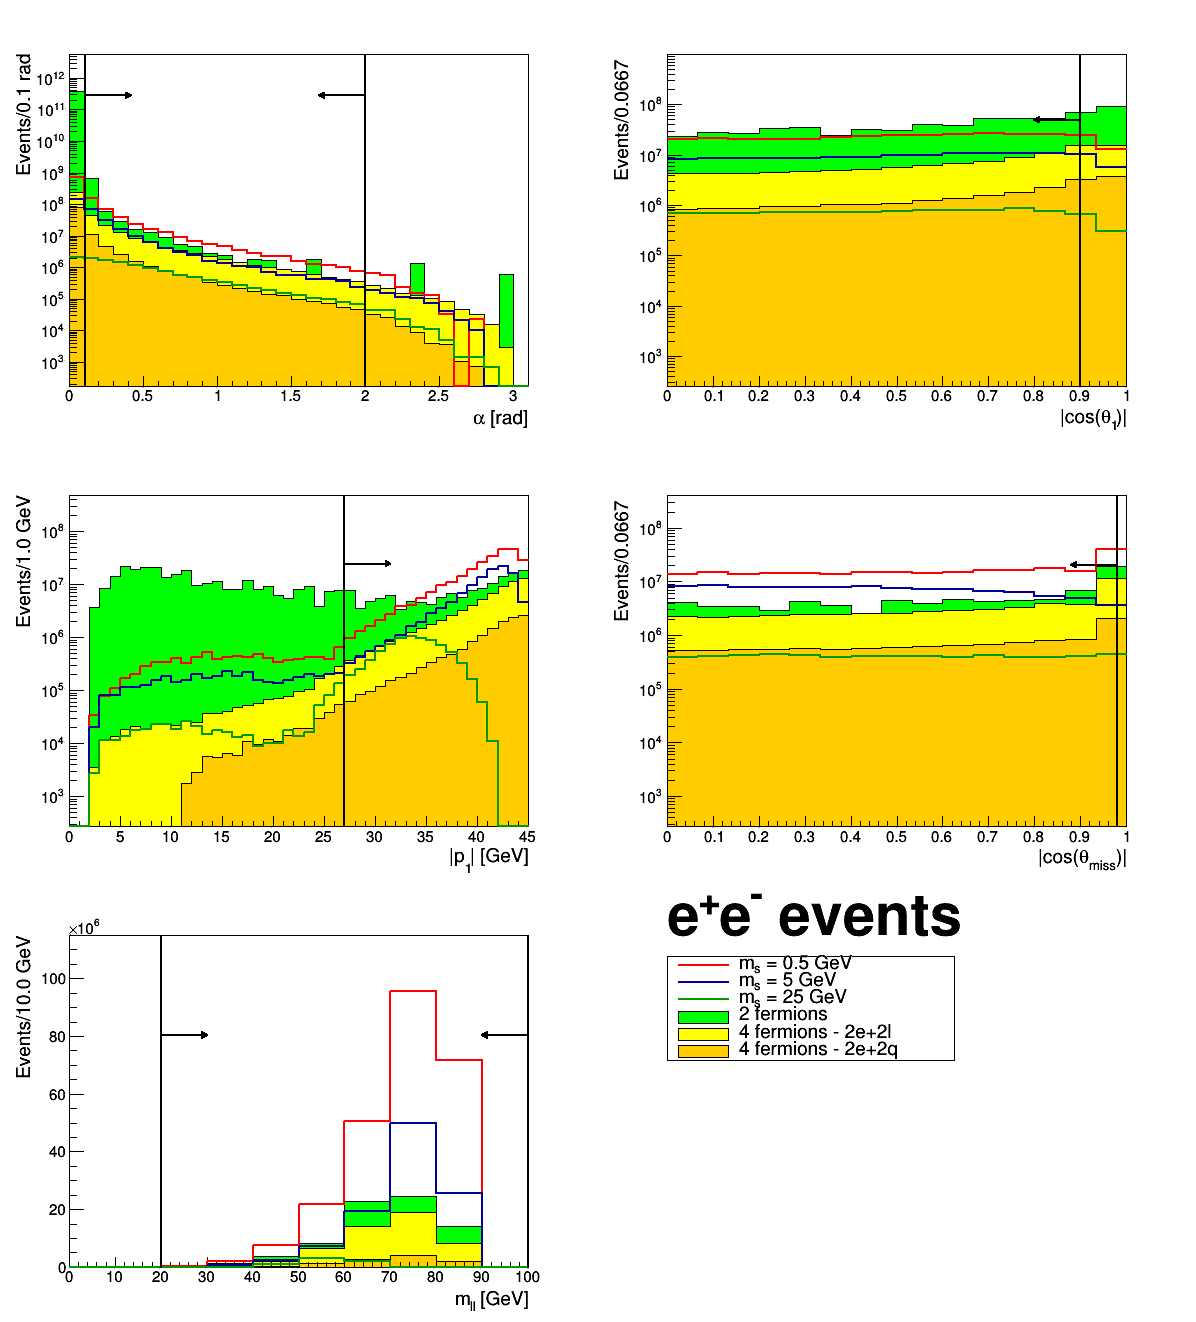 Events/0.1 rad
10¹²
10¹¹
10¹⁰
10⁹
10⁸
10⁷
10⁶
10⁵
10⁴
10³
0 0.5 1 1.5 2 2.5 3
α [rad]
Events/0.0667
10⁸
10⁷
10⁶
10⁵
10⁴
10³
0 0.1 0.2 0.3 0.4 0.5 0.6 0.7 0.8 0.9 1
|cos(θ₁)|
Events/1.0 GeV
10⁸
10⁷
10⁶
10⁵
10⁴
10³
0 5 10 15 20 25 30 35 40 45
|p₁| [GeV]
Events/0.0667
10⁸
10⁷
10⁶
10⁵
10⁴
10³
0 0.1 0.2 0.3 0.4 0.5 0.6 0.7 0.8 0.9 1
|cos(θmiss)|
×10⁶
Events/10.0 GeV
100
80
60
40
20
0
0 10 20 30 40 50 60 70 80 90 100
mll [GeV]
e⁺e⁻ events
ms = 0.5 GeV
ms = 5 GeV
ms = 25 GeV
2 fermions
4 fermions - 2e+2l
4 fermions - 2e+2q